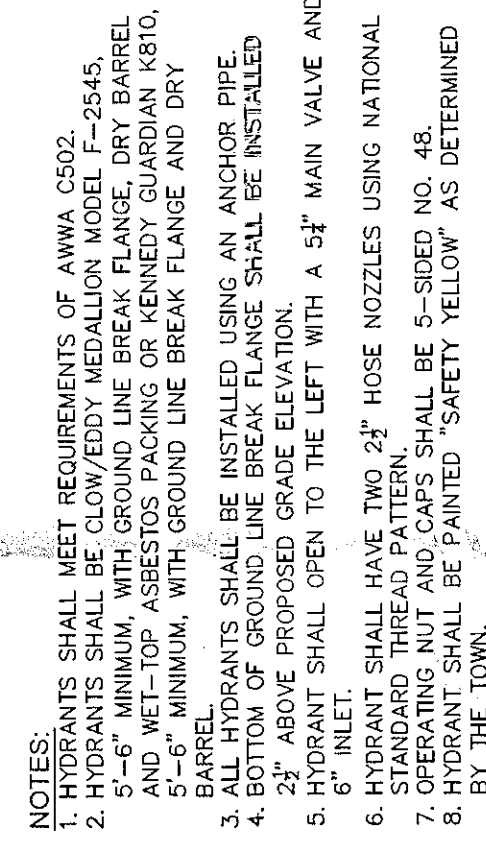 NOTES:
1. HYDRANTS SHALL MEET REQUIREMENTS OF AWWA C502.
2. HYDRANTS SHALL BE CLOW/EDDY MEDALLION MODEL F-2545,
5'-6" MINIMUM, WITH GROUND LINE BREAK FLANGE, DRY BARREL
AND WET-TOP ASBESTOS PACKING OR KENNEDY GUARDIAN K810,
5'-6" MINIMUM, WITH GROUND LINE BREAK FLANGE AND DRY
BARREL.
3. ALL HYDRANTS SHALL BE INSTALLED USING AN ANCHOR PIPE.
4. BOTTOM OF GROUND LINE BREAK FLANGE SHALL BE INSTALLED
2½" ABOVE PROPOSED GRADE ELEVATION.
5. HYDRANT SHALL OPEN TO THE LEFT WITH A 5¼" MAIN VALVE AND
6" INLET.
6. HYDRANT SHALL HAVE TWO 2½" HOSE NOZZLES USING NATIONAL
STANDARD THREAD PATTERN.
7. OPERATING NUT AND CAPS SHALL BE 5-SIDED NO. 48.
8. HYDRANT SHALL BE PAINTED "SAFETY YELLOW" AS DETERMINED
BY THE TOWN.